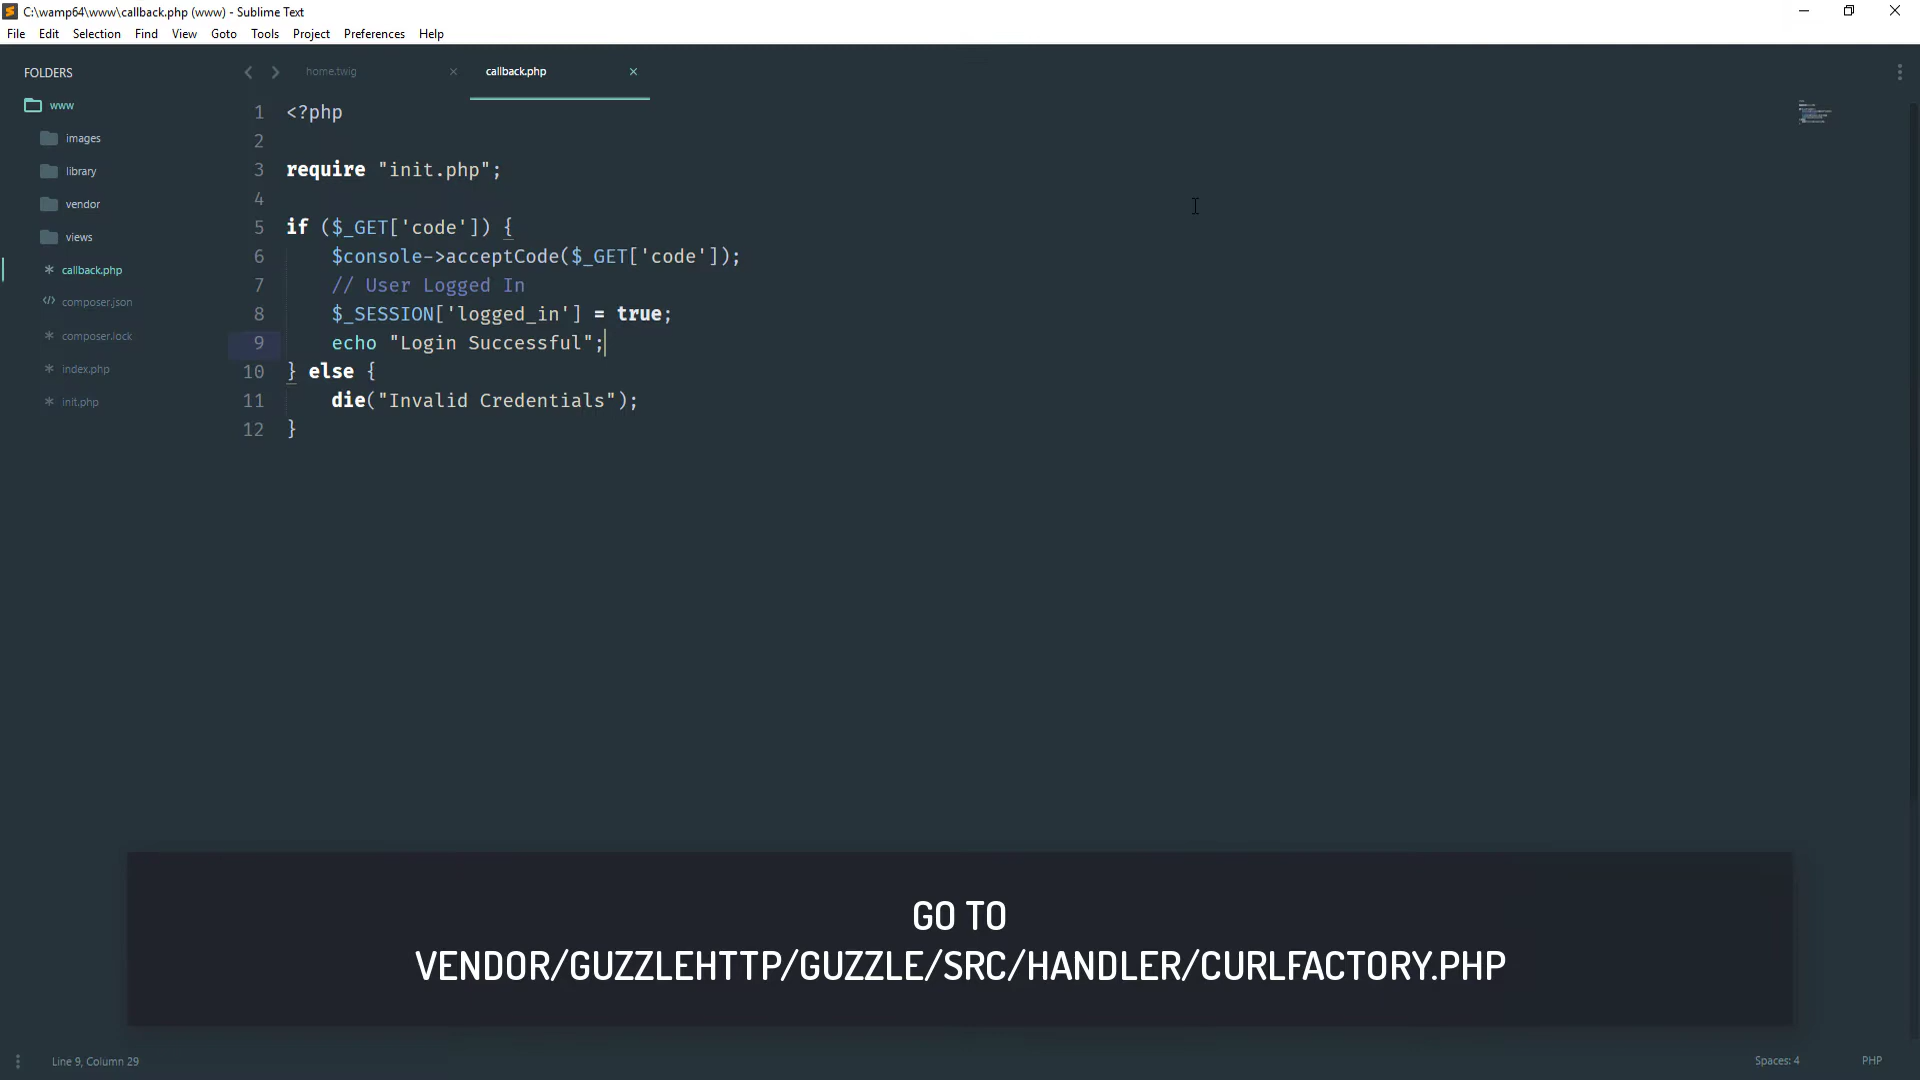 C:\wamp64\www\callback.php (www) - Sublime Text
File Edit Selection Find View Goto Tools Project Preferences Help
FOLDERS
www
images
library
vendor
views
callback.php
composer.json
composer.lock
index.php
init.php
home.twig
callback.php
1 <?php
2
3 require "init.php";
4
5 if ($_GET['code']) {
6     $console->acceptCode($_GET['code']);
7     // User Logged In
8     $_SESSION['logged_in'] = true;
9     echo "Login Successful";
10 } else {
11     die("Invalid Credentials");
12 }
GO TO
VENDOR/GUZZLEHTTP/GUZZLE/SRC/HANDLER/CURLFACTORY.PHP
Line 9, Column 29
Spaces: 4
PHP